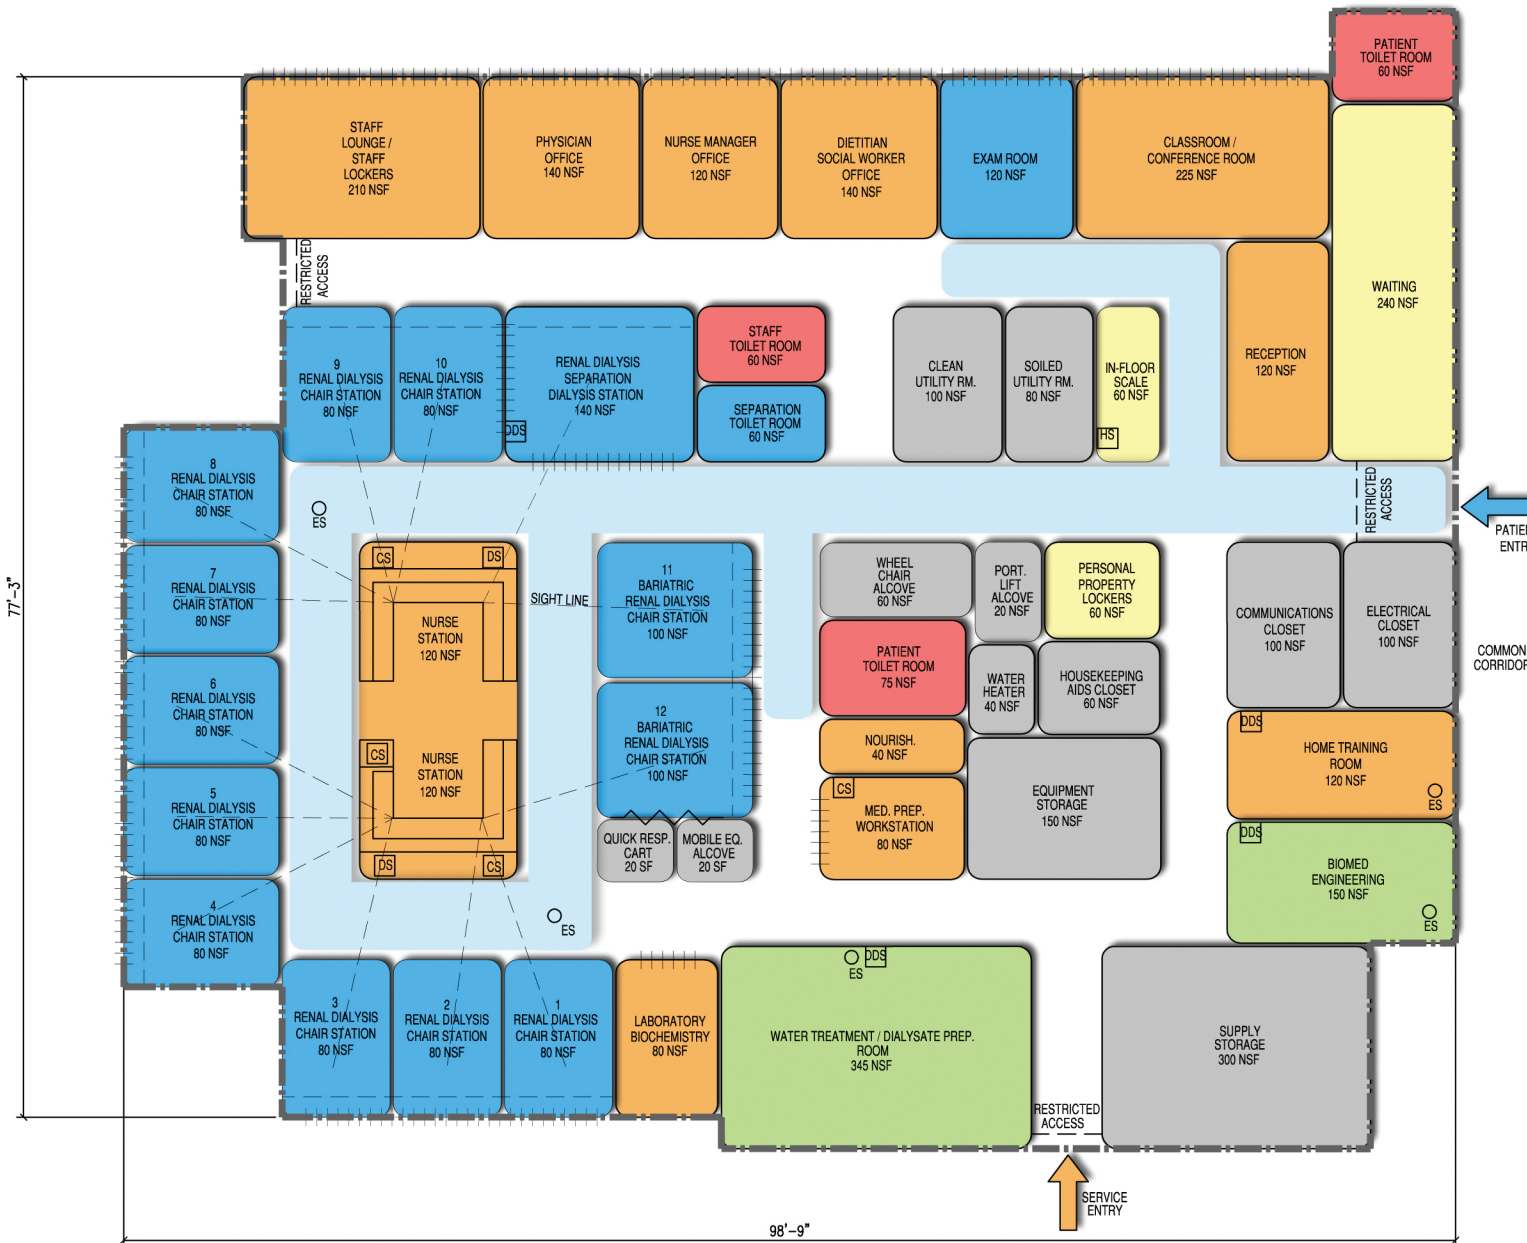 PATIENT
TOILET ROOM
60 NSF
STAFF
LOUNGE /
STAFF
LOCKERS
210 NSF
PHYSICIAN
OFFICE
140 NSF
NURSE MANAGER
OFFICE
120 NSF
DIETITIAN
SOCIAL WORKER
OFFICE
140 NSF
EXAM ROOM
120 NSF
CLASSROOM /
CONFERENCE ROOM
225 NSF
WAITING
240 NSF
RESTRICTED
ACCESS
9
RENAL DIALYSIS
CHAIR STATION
80 NSF
10
RENAL DIALYSIS
CHAIR STATION
80 NSF
RENAL DIALYSIS
SEPARATION
DIALYSIS STATION
140 NSF
DDS
STAFF
TOILET ROOM
60 NSF
SEPARATION
TOILET ROOM
60 NSF
CLEAN
UTILITY RM.
100 NSF
SOILED
UTILITY RM.
80 NSF
IN-FLOOR
SCALE
60 NSF
HS
RECEPTION
120 NSF
8
RENAL DIALYSIS
CHAIR STATION
80 NSF
ES
RESTRICTED
ACCESS
PATIE
ENTR
7
RENAL DIALYSIS
CHAIR STATION
80 NSF
CS
DS
NURSE
STATION
120 NSF
SIGHT LINE
11
BARIATRIC
RENAL DIALYSIS
CHAIR STATION
100 NSF
WHEEL
CHAIR
ALCOVE
60 NSF
PORT.
LIFT
ALCOVE
20 NSF
PERSONAL
PROPERTY
LOCKERS
60 NSF
COMMUNICATIONS
CLOSET
100 NSF
ELECTRICAL
CLOSET
100 NSF
COMMON
CORRIDOR
77'-3"
6
RENAL DIALYSIS
CHAIR STATION
80 NSF
PATIENT
TOILET ROOM
75 NSF
WATER
HEATER
40 NSF
HOUSEKEEPING
AIDS CLOSET
60 NSF
CS
NURSE
STATION
120 NSF
DS
CS
12
BARIATRIC
RENAL DIALYSIS
CHAIR STATION
100 NSF
NOURISH.
40 NSF
DDS
HOME TRAINING
ROOM
120 NSF
ES
5
RENAL DIALYSIS
CHAIR STATION
80 NSF
QUICK RESP.
CART
20 SF
MOBILE EQ.
ALCOVE
20 SF
CS
MED. PREP.
WORKSTATION
80 NSF
EQUIPMENT
STORAGE
150 NSF
DDS
BIOMED
ENGINEERING
150 NSF
ES
4
RENAL DIALYSIS
CHAIR STATION
80 NSF
ES
3
RENAL DIALYSIS
CHAIR STATION
80 NSF
2
RENAL DIALYSIS
CHAIR STATION
80 NSF
1
RENAL DIALYSIS
CHAIR STATION
80 NSF
LABORATORY
BIOCHEMISTRY
80 NSF
ES
DDS
WATER TREATMENT / DIALYSATE PREP.
ROOM
345 NSF
SUPPLY
STORAGE
300 NSF
RESTRICTED
ACCESS
SERVICE
ENTRY
98'-9"